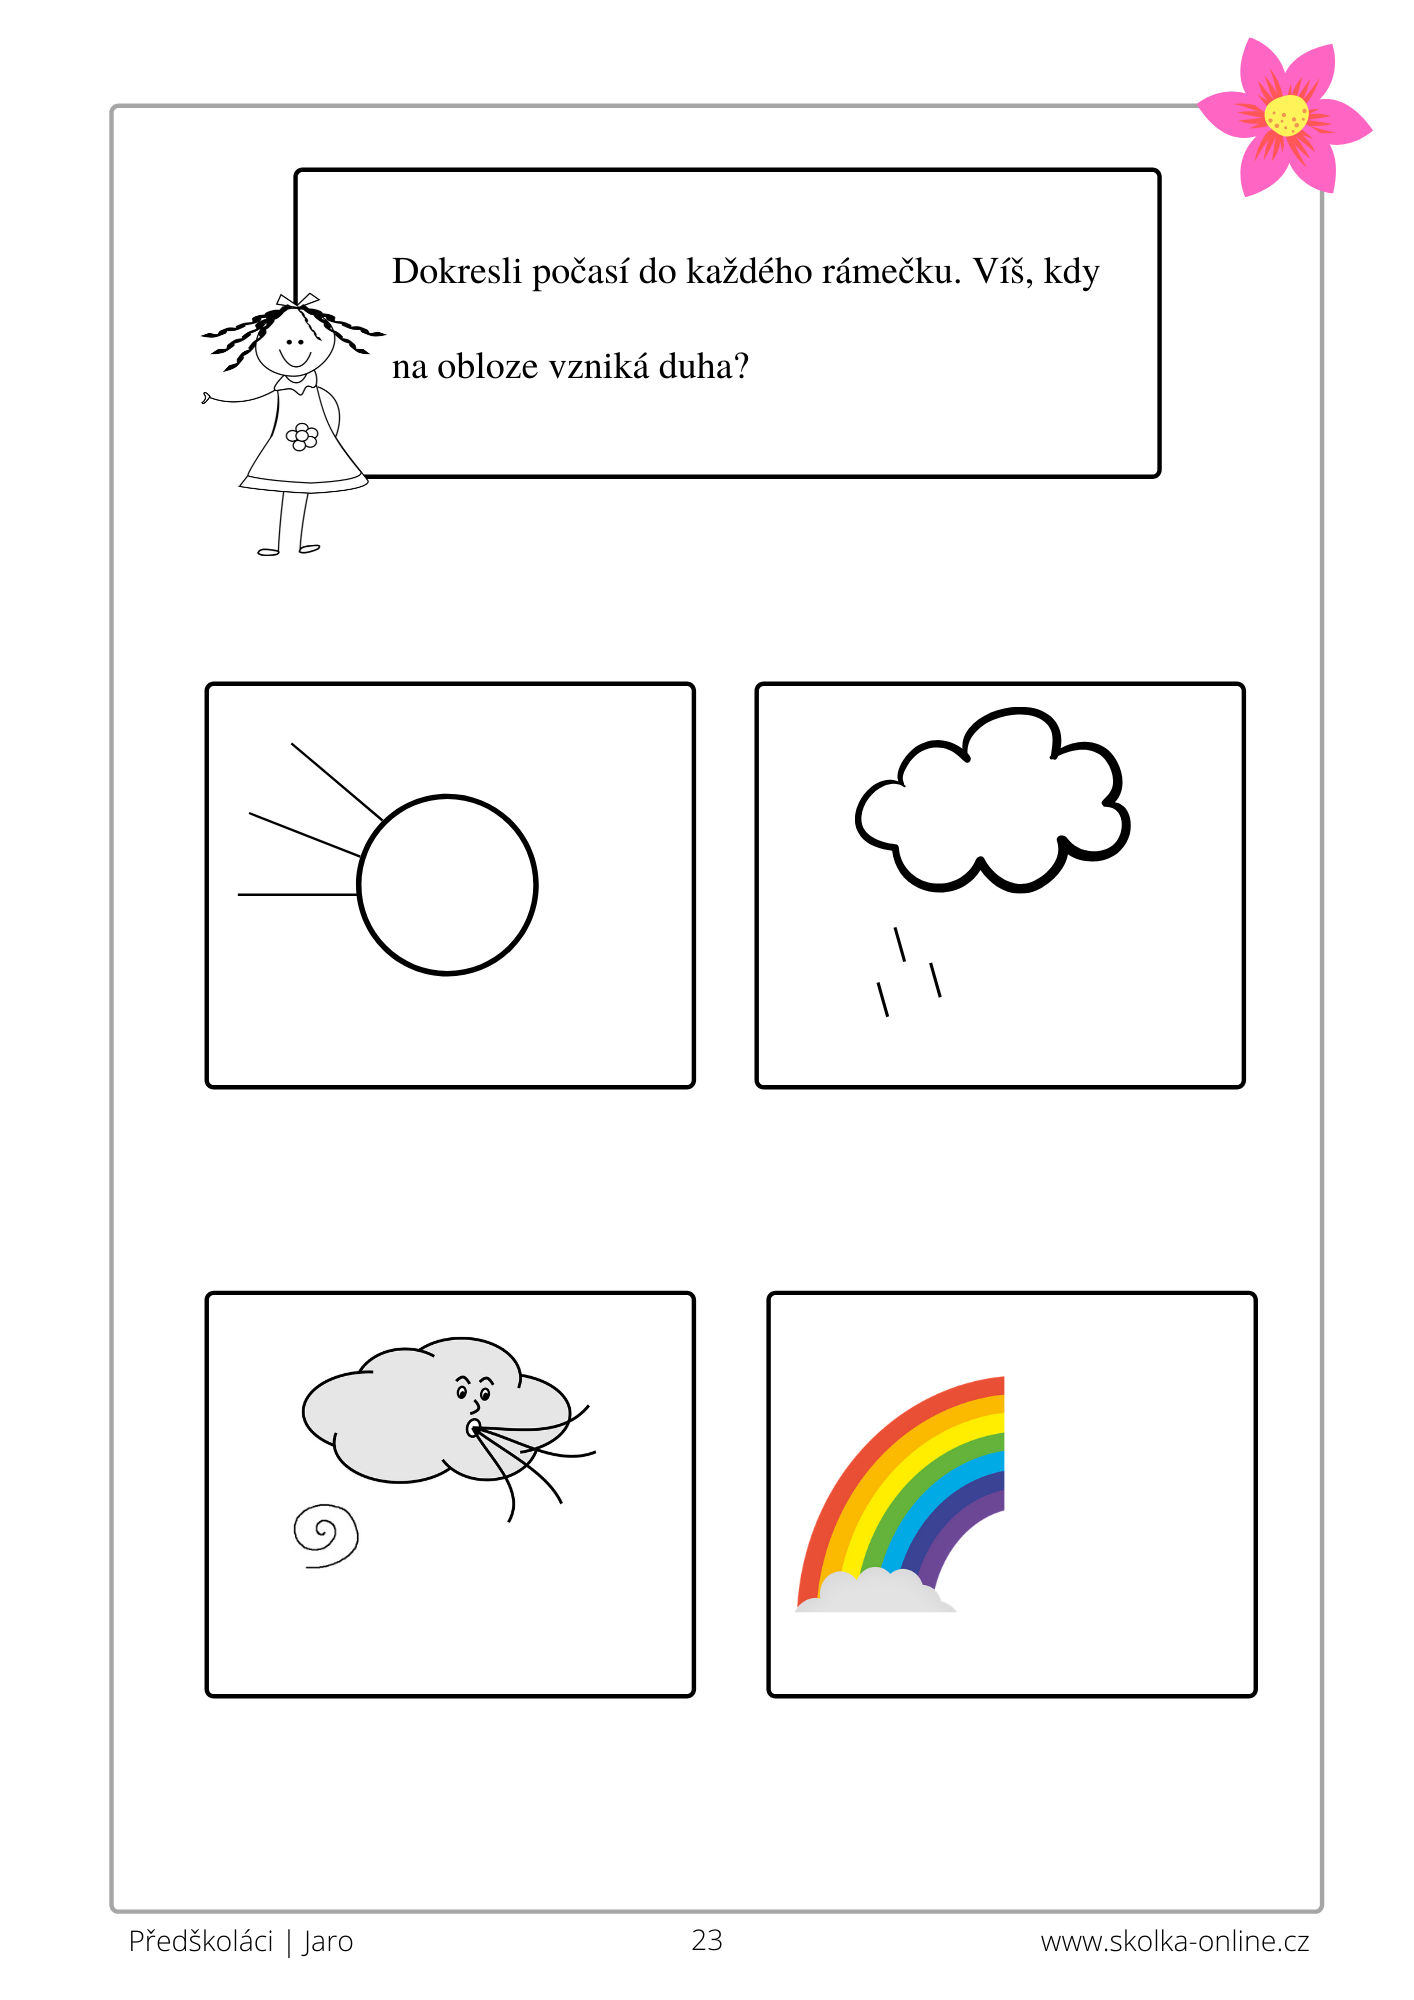 Dokresli počasí do každého rámečku. Víš, kdy
na obloze vzniká duha?
Předškoláci | Jaro
23
www.skolka-online.cz